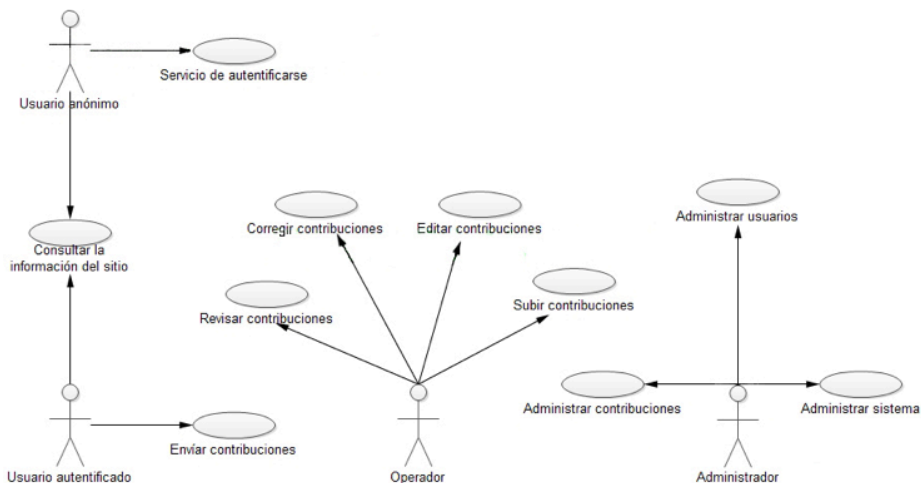 Servicio de autentificarse
Usuario anónimo
Administrar usuarios
Corregir contribuciones
Editar contribuciones
Consultar la
información del sitio
Subir contribuciones
Revisar contribuciones
Administrar contribuciones
Administrar sistema
Envíar contribuciones
Usuario autentificado
Operador
Administrador